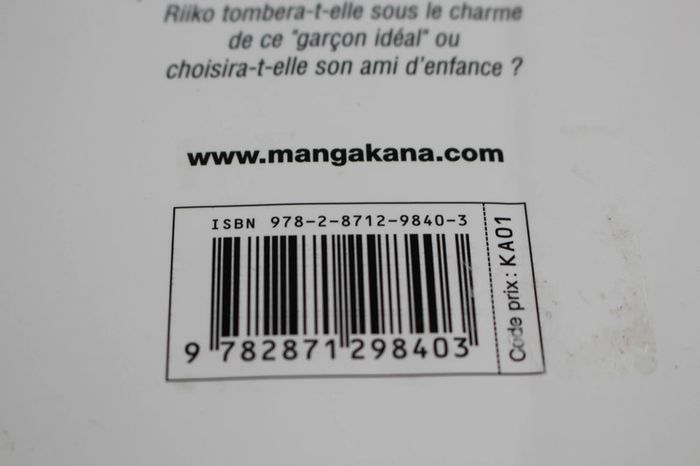 Riiko tombera-t-elle sous le charme
de ce "garçon idéal" ou
choisira-t-elle son ami d'enfance ?
www.mangakana.com
ISBN 978-2-8712-9840-3
9 782871 298403
Code prix : KA01